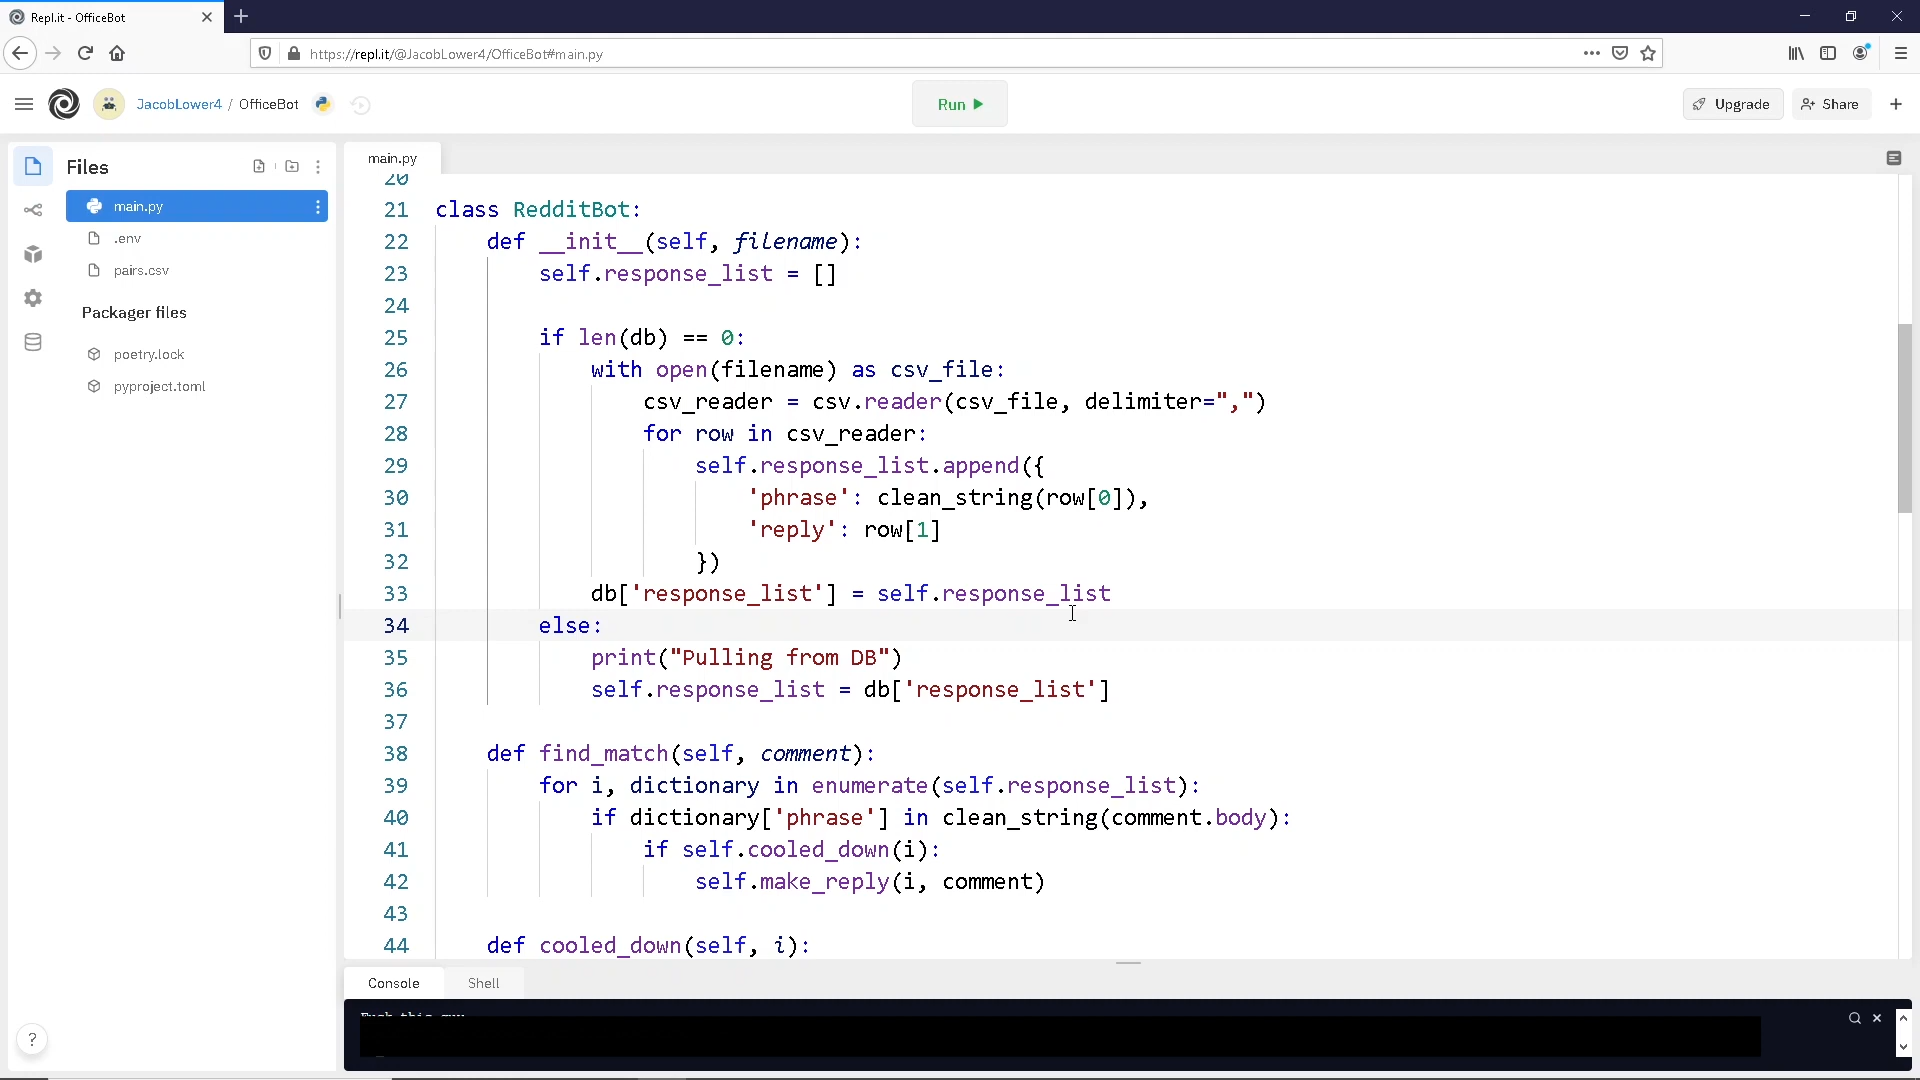 Repl.it - OfficeBot
https://repl.it/@JacobLower4/OfficeBot#main.py
JacobLower4 / OfficeBot
Run
Upgrade
Share
Files
main.py
.env
pairs.csv
Packager files
poetry.lock
pyproject.toml
main.py
20
21 class RedditBot:
22 def __init__(self, filename):
23 self.response_list = []
24
25 if len(db) == 0:
26 with open(filename) as csv_file:
27 csv_reader = csv.reader(csv_file, delimiter=",")
28 for row in csv_reader:
29 self.response_list.append({
30 'phrase': clean_string(row[0]),
31 'reply': row[1]
32 })
33 db['response_list'] = self.response_list
34 else:
35 print("Pulling from DB")
36 self.response_list = db['response_list']
37
38 def find_match(self, comment):
39 for i, dictionary in enumerate(self.response_list):
40 if dictionary['phrase'] in clean_string(comment.body):
41 if self.cooled_down(i):
42 self.make_reply(i, comment)
43
44 def cooled_down(self, i):
Console Shell
?